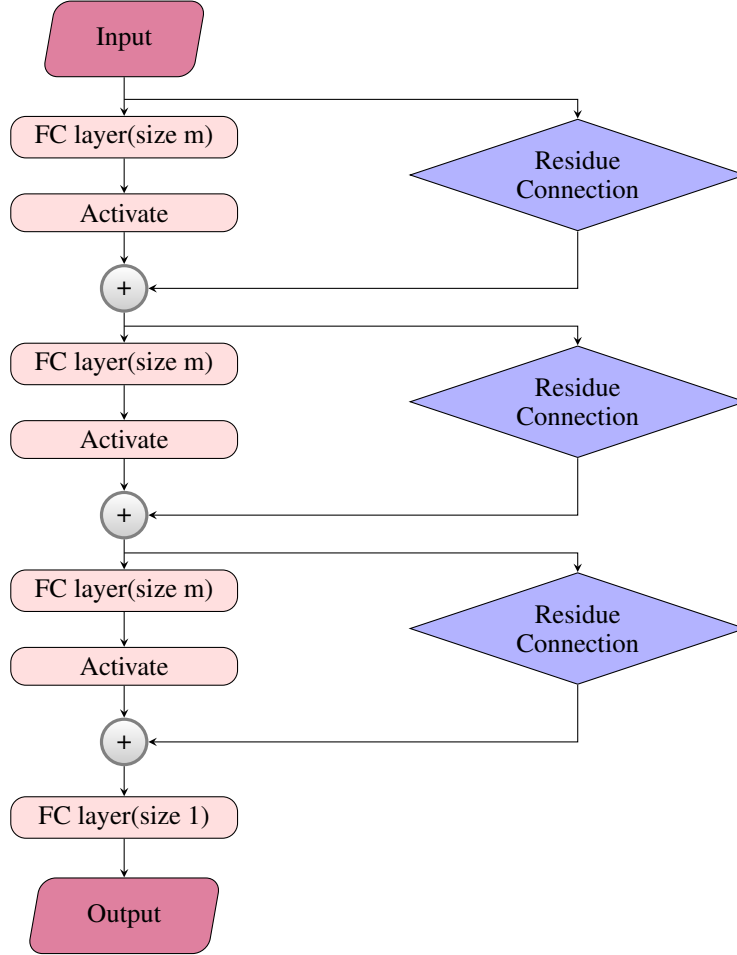 Input
FC layer(size m)
Residue
Connection
Activate
+
FC layer(size m)
Residue
Connection
Activate
+
FC layer(size m)
Residue
Connection
Activate
+
FC layer(size 1)
Output